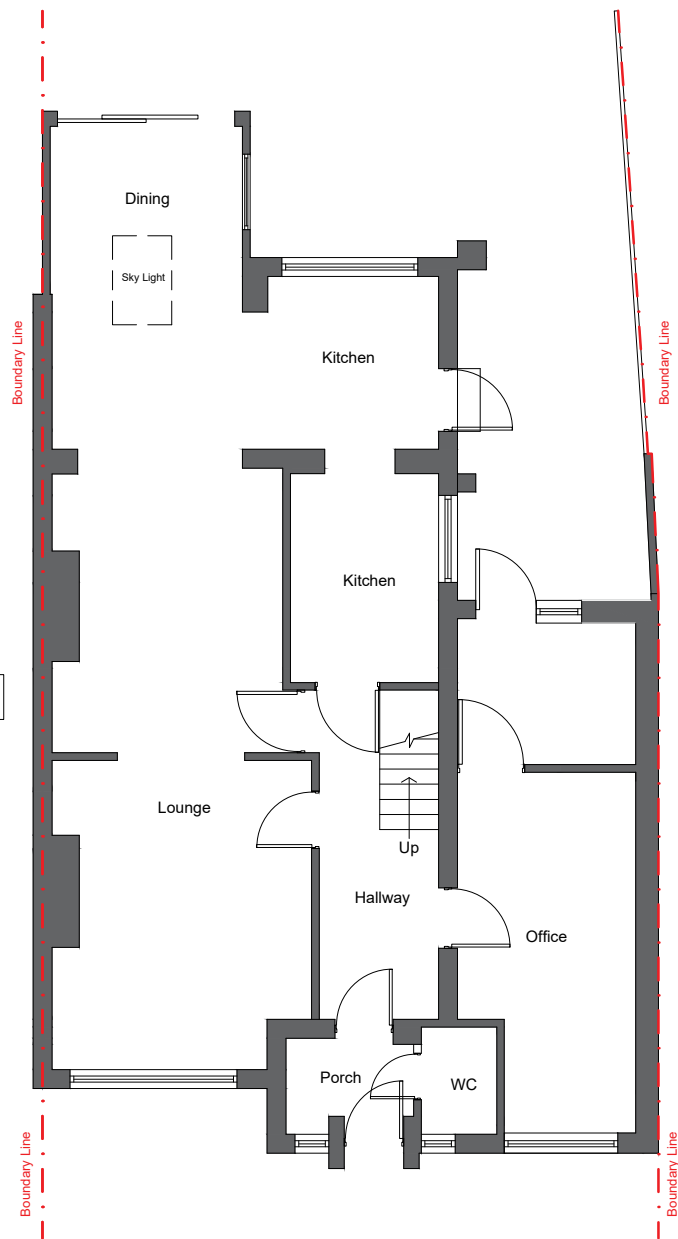 Dining
Sky Light
Boundary Line
Boundary Line
Kitchen
Kitchen
Lounge
Up
Hallway
Office
Porch
WC
Boundary Line
Boundary Line